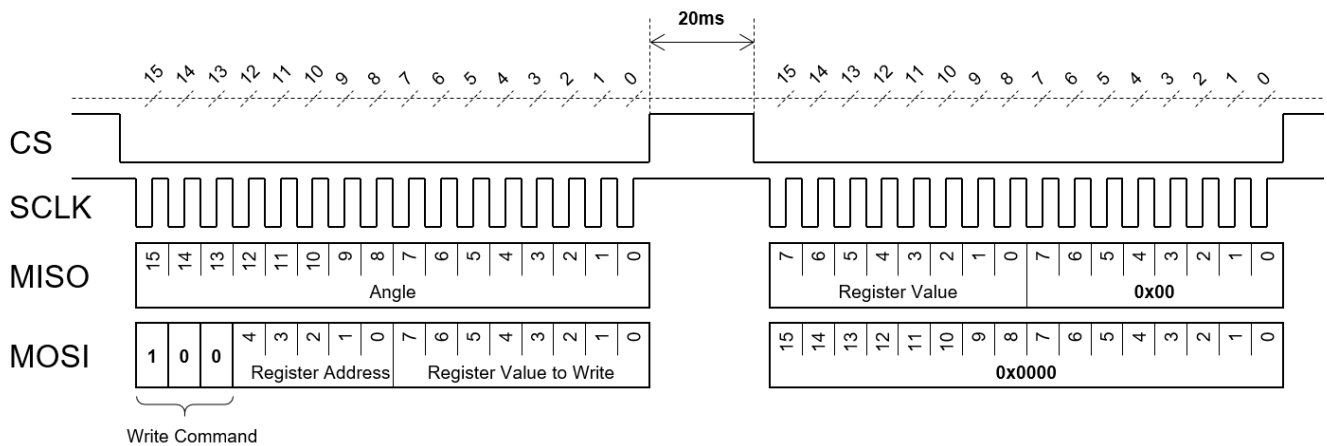 20ms
15 14 13 12 11 10 9 8 7 6 5 4 3 2 1 0 15 14 13 12 11 10 9 8 7 6 5 4 3 2 1 0
CS
SCLK
MISO
15 14 13 12 11 10 9 8 7 6 5 4 3 2 1 0 7 6 5 4 3 2 1 0 7 6 5 4 3 2 1 0
Angle Register Value 0x00
MOSI
1 0 0 4 3 2 1 0 7 6 5 4 3 2 1 0 15 14 13 12 11 10 9 8 7 6 5 4 3 2 1 0
Register Address Register Value to Write 0x0000
Write Command